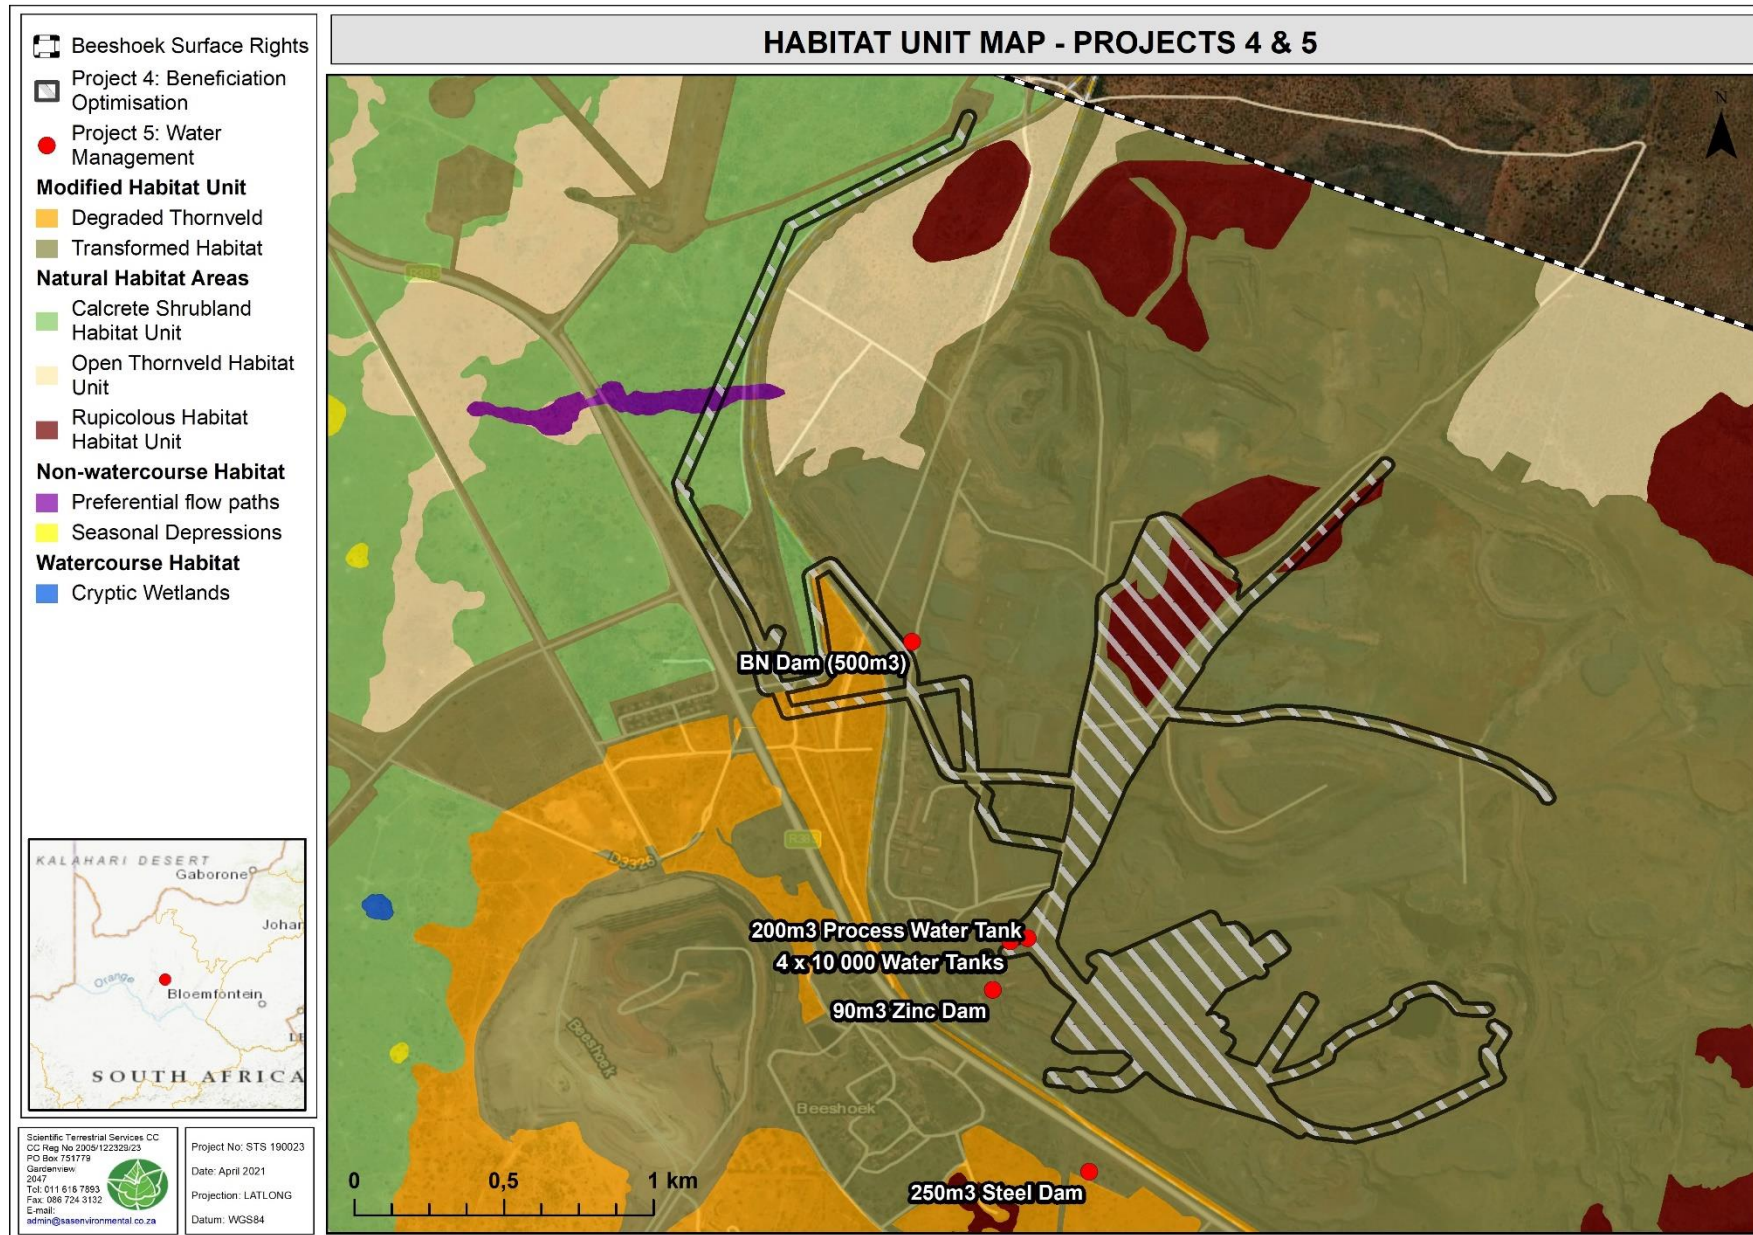 HABITAT UNIT MAP - PROJECTS 4 & 5
Beeshoek Surface Rights
Project 4: Beneficiation
Optimisation
Project 5: Water
Management
Modified Habitat Unit
Degraded Thornveld
Transformed Habitat
Natural Habitat Areas
Calcrete Shrubland
Habitat Unit
Open Thornveld Habitat
Unit
Rupicolous Habitat
Habitat Unit
Non-watercourse Habitat
Preferential flow paths
Seasonal Depressions
Watercourse Habitat
Cryptic Wetlands
N
R385
BN Dam (500m3)
R385
D3326
200m3 Process Water Tank
4 x 10 000 Water Tanks
90m3 Zinc Dam
Beeshoek
Beeshoek
250m3 Steel Dam
0 0,5 1 km
KALAHARI DESERT
Gaborone
Johar
Orange
Bloemfontein
LE
SOUTH AFRICA
Scientific Terrestrial Services CC
CC Reg No 2005/122329/23
PO Box 751779
Gardenview
2047
Tel: 011 616 7893
Fax: 086 724 3132
E-mail:
admin@sasenvironmental.co.za
Project No: STS 190023
Date: April 2021
Projection: LATLONG
Datum: WGS84